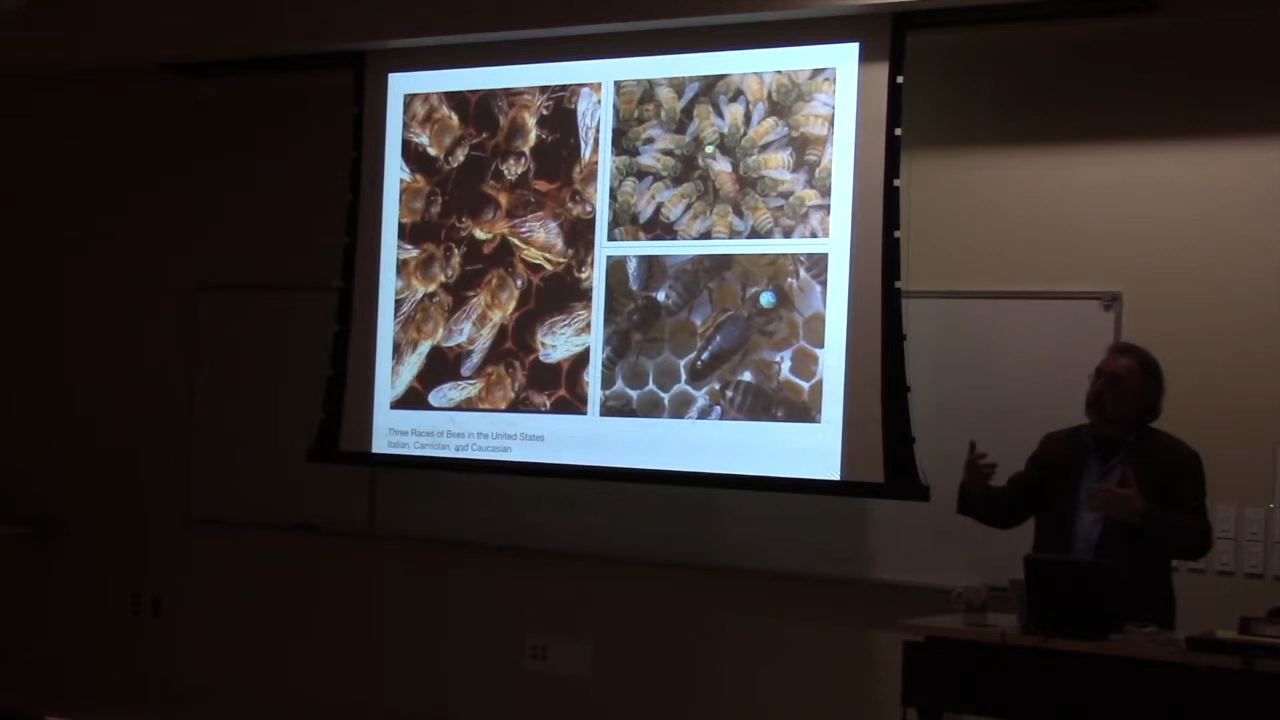 Three Races of Bees in the United States
Italian, Carniolan, and Caucasian